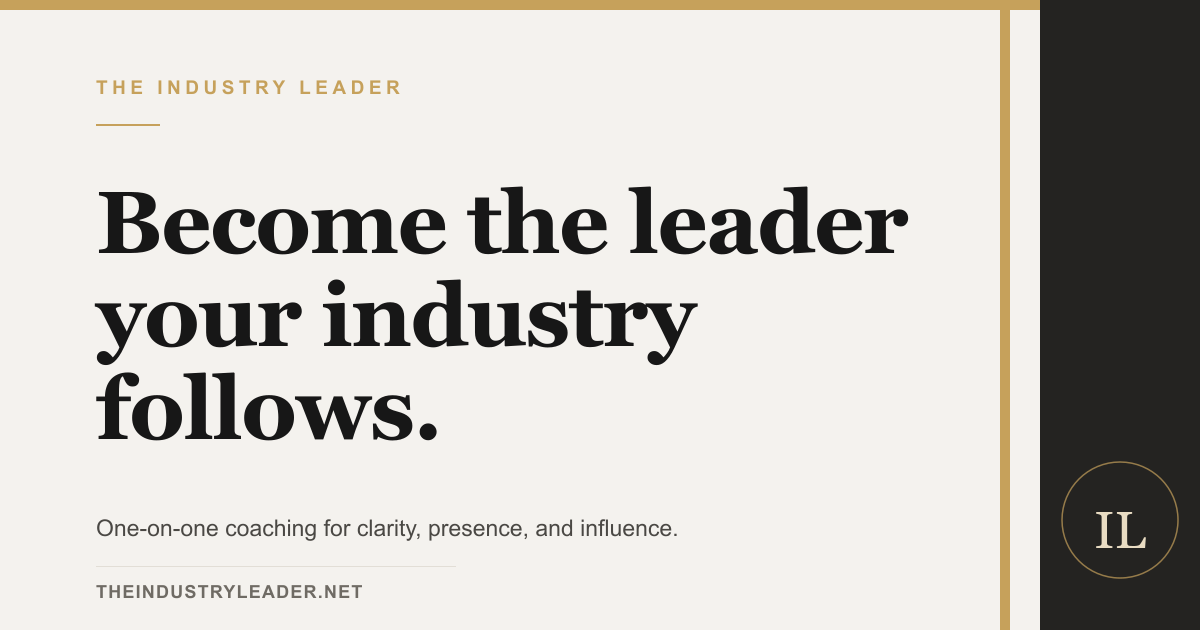 THE INDUSTRY LEADER
Become the leader
your industry
follows.
One-on-one coaching for clarity, presence, and influence.
THEINDUSTRYLEADER.NET
IL